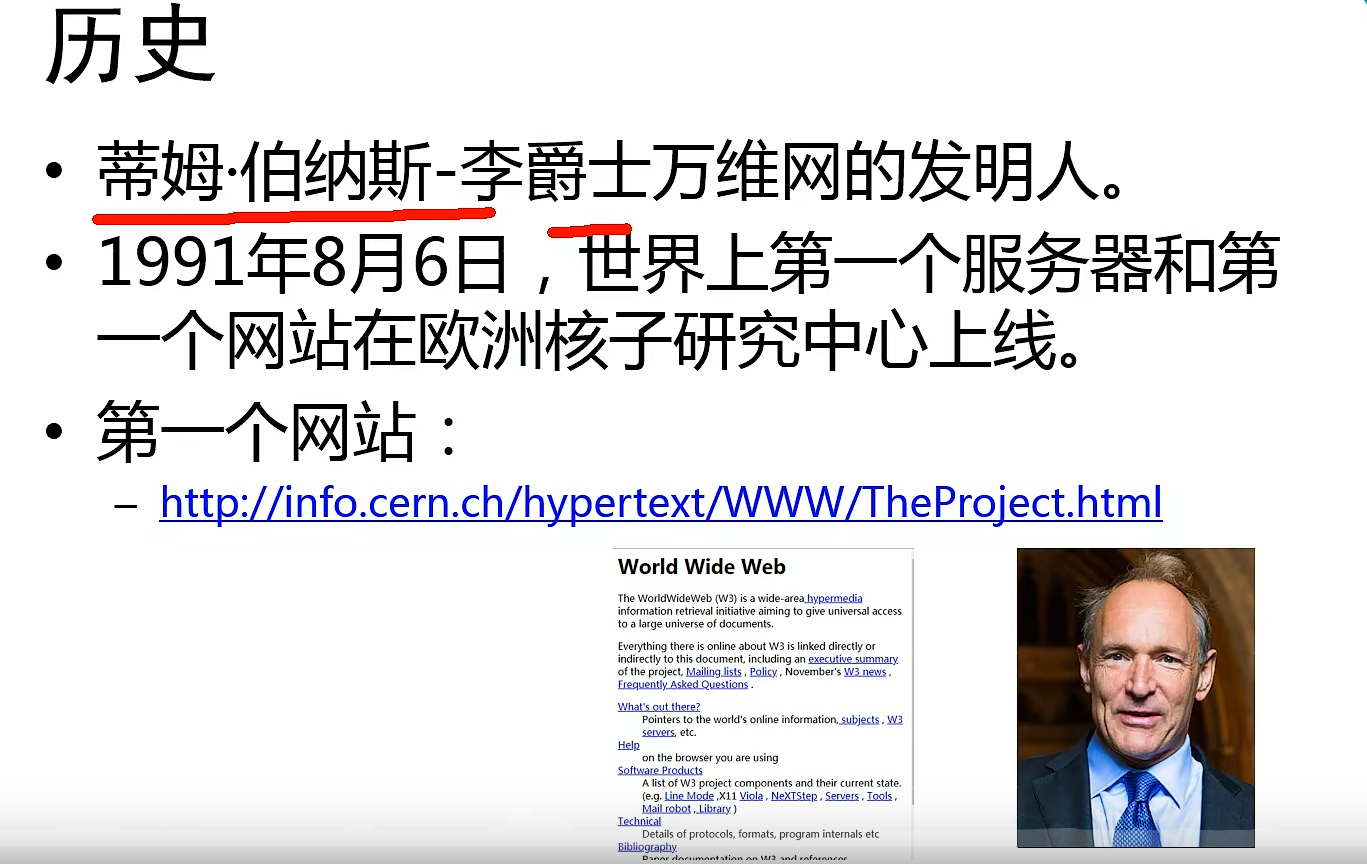 历史
• 蒂姆·伯纳斯-李爵士万维网的发明人。
• 1991年8月6日，世界上第一个服务器和第
一个网站在欧洲核子研究中心上线。
• 第一个网站：
– http://info.cern.ch/hypertext/WWW/TheProject.html
World Wide Web
The WorldWideWeb (W3) is a wide-area hypermedia
information retrieval initiative aiming to give universal access
to a large universe of documents.
Everything there is online about W3 is linked directly or
indirectly to this document, including an executive summary
of the project, Mailing lists , Policy , November's W3 news ,
Frequently Asked Questions .
What's out there?
Pointers to the world's online information, subjects , W3
servers, etc.
Help
on the browser you are using
Software Products
A list of W3 project components and their current state.
(e.g. Line Mode ,X11 Viola , NeXTStep , Servers , Tools ,
Mail robot , Library )
Technical
Details of protocols, formats, program internals etc
Bibliography
Paper documentation on W3 and references.